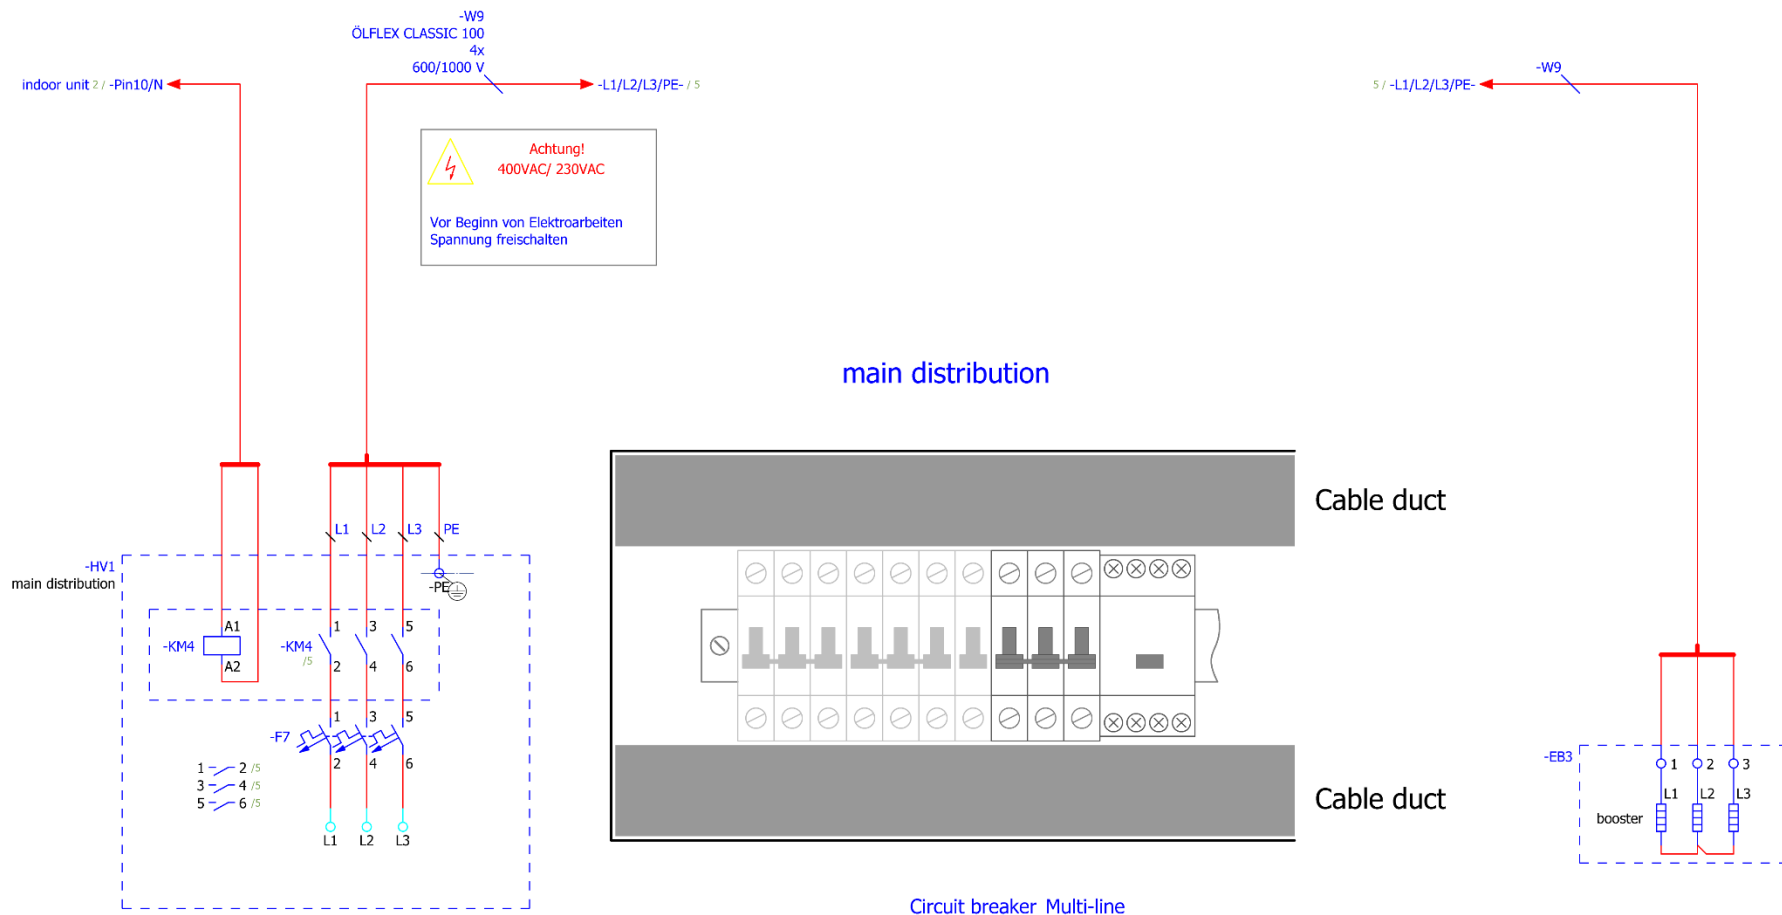 -W9
ÖLFLEX CLASSIC 100
4x
600/1000 V
indoor unit 2 / -Pin10/N
-L1/L2/L3/PE- / 5
5 / -L1/L2/L3/PE-
-W9
Achtung!
400VAC/ 230VAC
Vor Beginn von Elektroarbeiten
Spannung freischalten
main distribution
Cable duct
L1 L2 L3 PE
-HV1
main distribution
-PE
-KM4
A1
A2
-KM4
/5
1 3 5
2 4 6
-F7
1 3 5
2 4 6
1 2 /5
3 4 /5
5 6 /5
L1 L2 L3
Cable duct
-EB3
1 2 3
L1 L2 L3
booster
Circuit breaker Multi-line